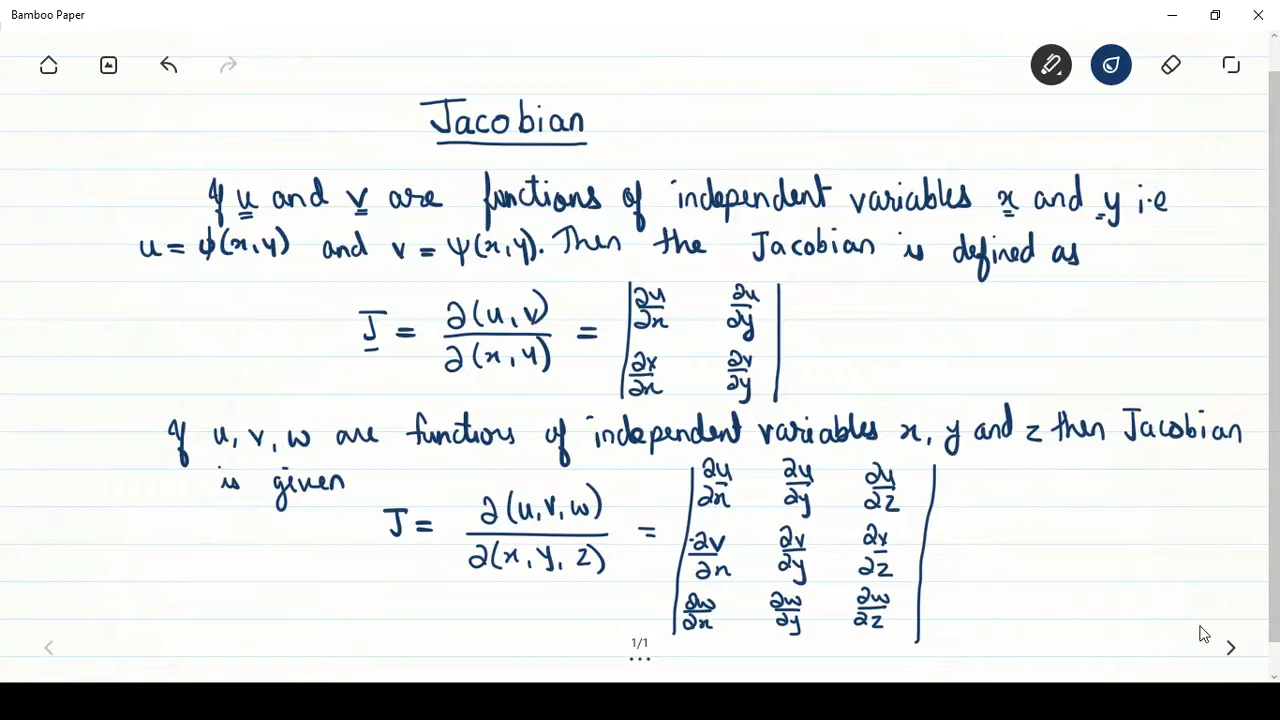 Bamboo Paper
Jacobian
If u and v are functions of independent variables x and y i.e
u = φ(x,y) and v = ψ(x,y). Then the Jacobian is defined as
J = ∂(u,v)/∂(x,y) = | ∂u/∂x ∂u/∂y |
| ∂v/∂x ∂v/∂y |
If u, v, w are functions of independent variables x, y and z then Jacobian
is given
J = ∂(u,v,w)/∂(x,y,z) = | ∂u/∂x ∂u/∂y ∂u/∂z |
| ∂v/∂x ∂v/∂y ∂v/∂z |
| ∂w/∂x ∂w/∂y ∂w/∂z |
1/1